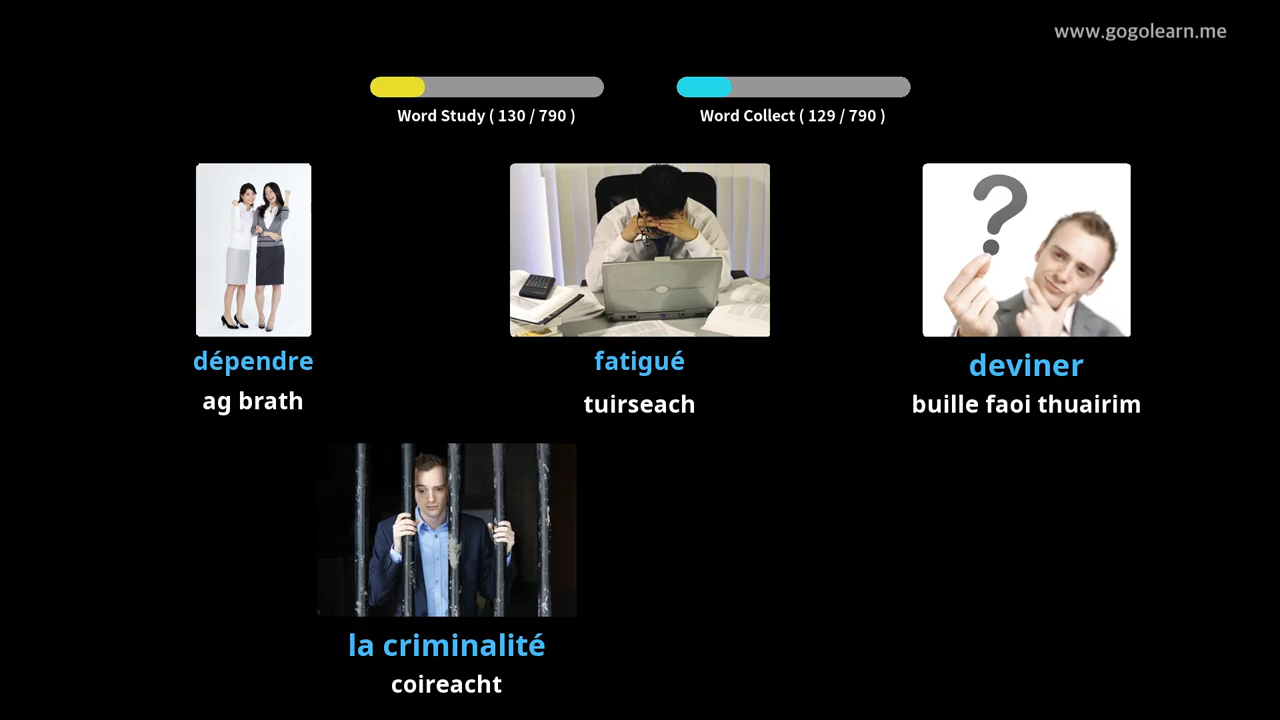 www.gogolearn.me
Word Study ( 130 / 790 )
Word Collect ( 129 / 790 )
dépendre
ag brath
fatigué
tuirseach
deviner
buille faoi thuairim
la criminalité
coireacht